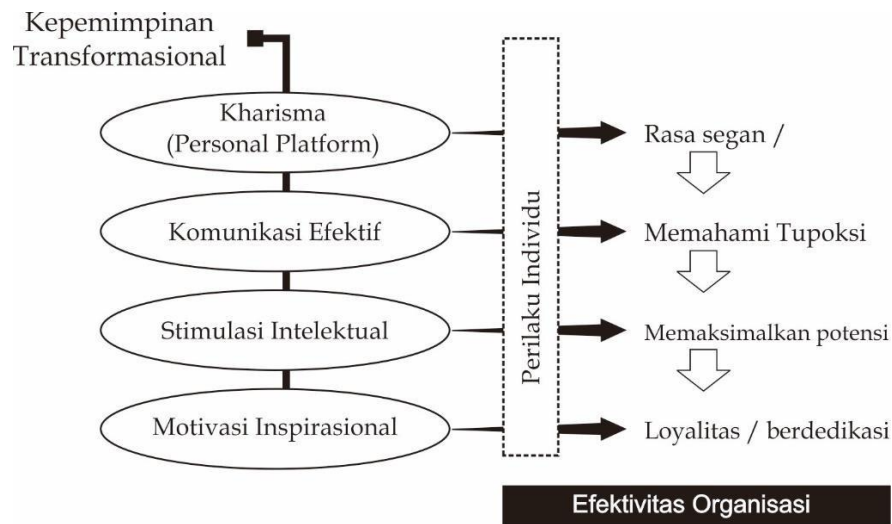 Kepemimpinan
Transformasional
Kharisma
(Personal Platform)
Komunikasi Efektif
Stimulasi Intelektual
Motivasi Inspirasional
Perilaku Individu
Rasa segan /
Memahami Tupoksi
Memaksimalkan potensi
Loyalitas / berdedikasi
Efektivitas Organisasi